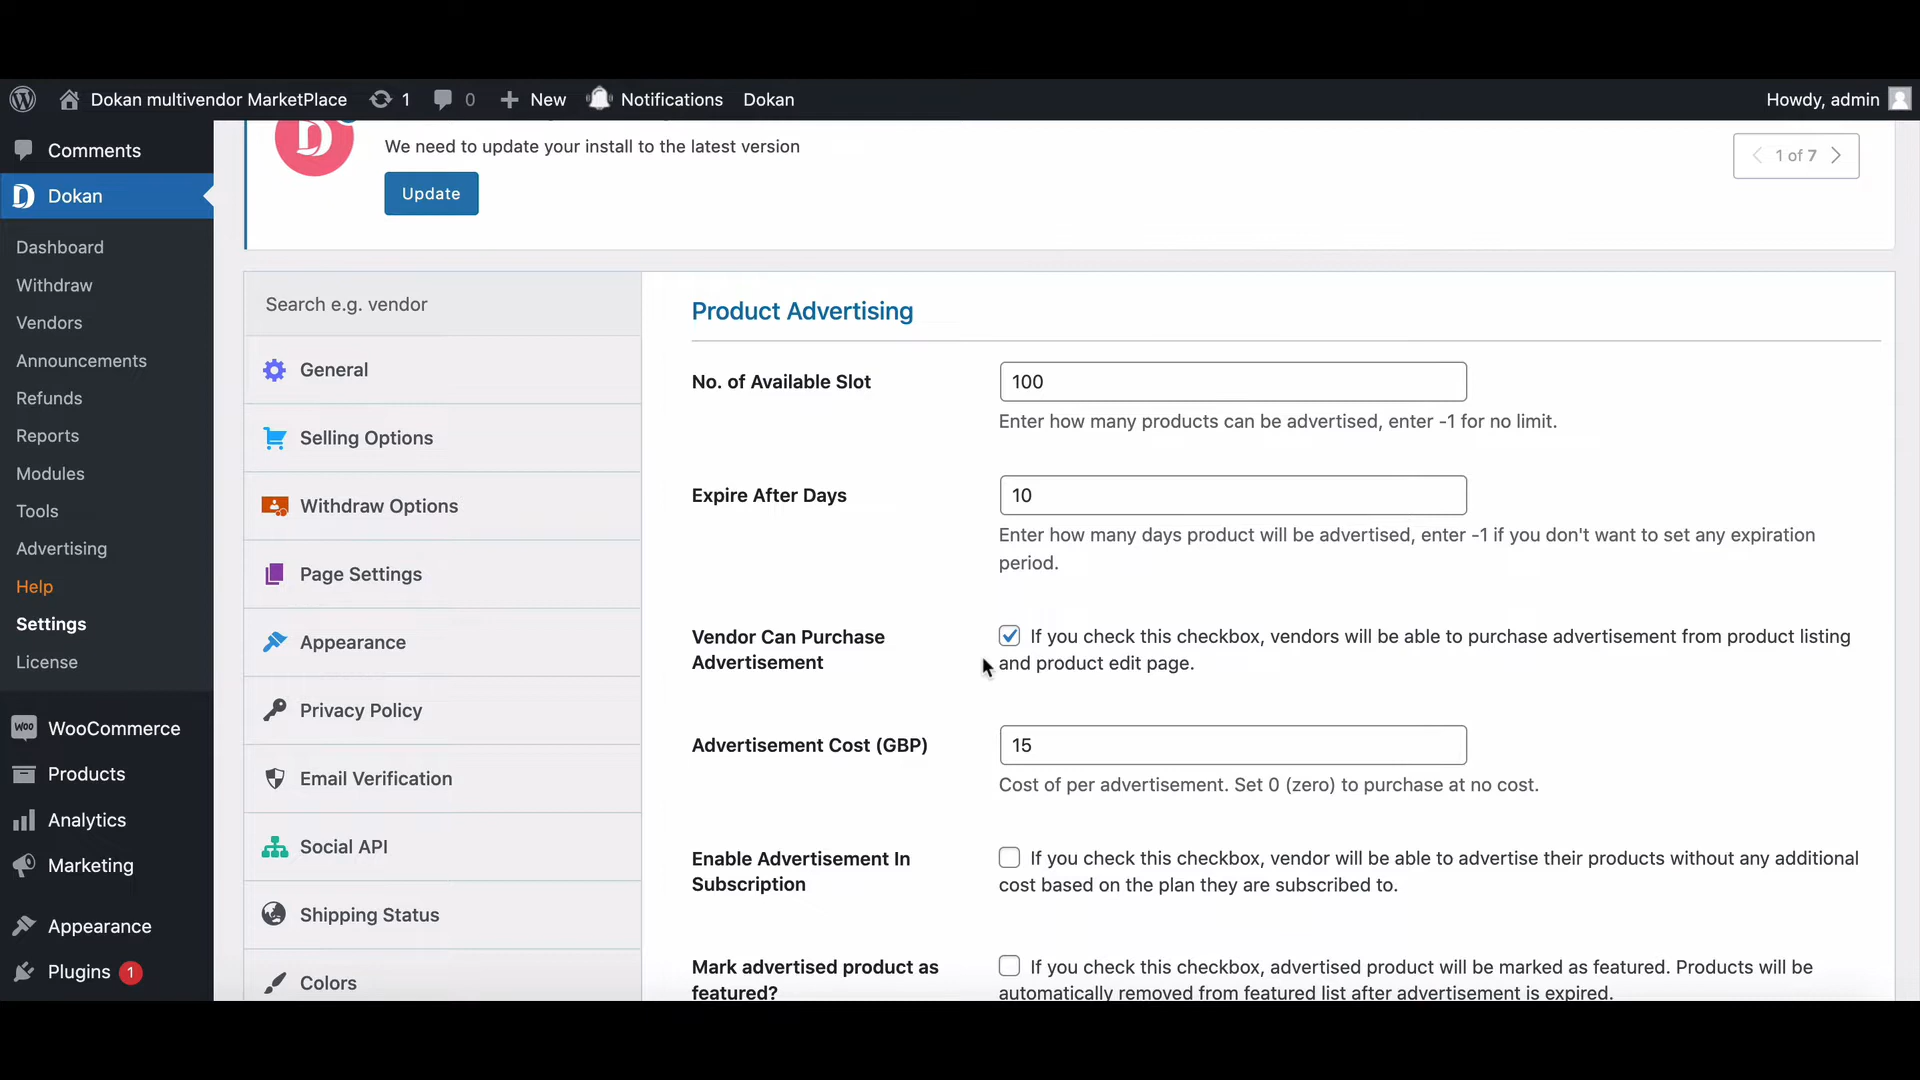 Dokan multivendor MarketPlace 1 0 New Notifications Dokan Howdy, admin
Comments
Dokan
Dashboard
Withdraw
Vendors
Announcements
Refunds
Reports
Modules
Tools
Advertising
Help
Settings
License
WOO WooCommerce
Products
Analytics
Marketing
Appearance
Plugins 1
We need to update your install to the latest version
Update
1 of 7
Search e.g. vendor
General
Selling Options
Withdraw Options
Page Settings
Appearance
Privacy Policy
Email Verification
Social API
Shipping Status
Colors
Product Advertising
No. of Available Slot
100
Enter how many products can be advertised, enter -1 for no limit.
Expire After Days
10
Enter how many days product will be advertised, enter -1 if you don't want to set any expiration
period.
Vendor Can Purchase
Advertisement
If you check this checkbox, vendors will be able to purchase advertisement from product listing
and product edit page.
Advertisement Cost (GBP)
15
Cost of per advertisement. Set 0 (zero) to purchase at no cost.
Enable Advertisement In
Subscription
If you check this checkbox, vendor will be able to advertise their products without any additional
cost based on the plan they are subscribed to.
Mark advertised product as
featured?
If you check this checkbox, advertised product will be marked as featured. Products will be
automatically removed from featured list after advertisement is expired.